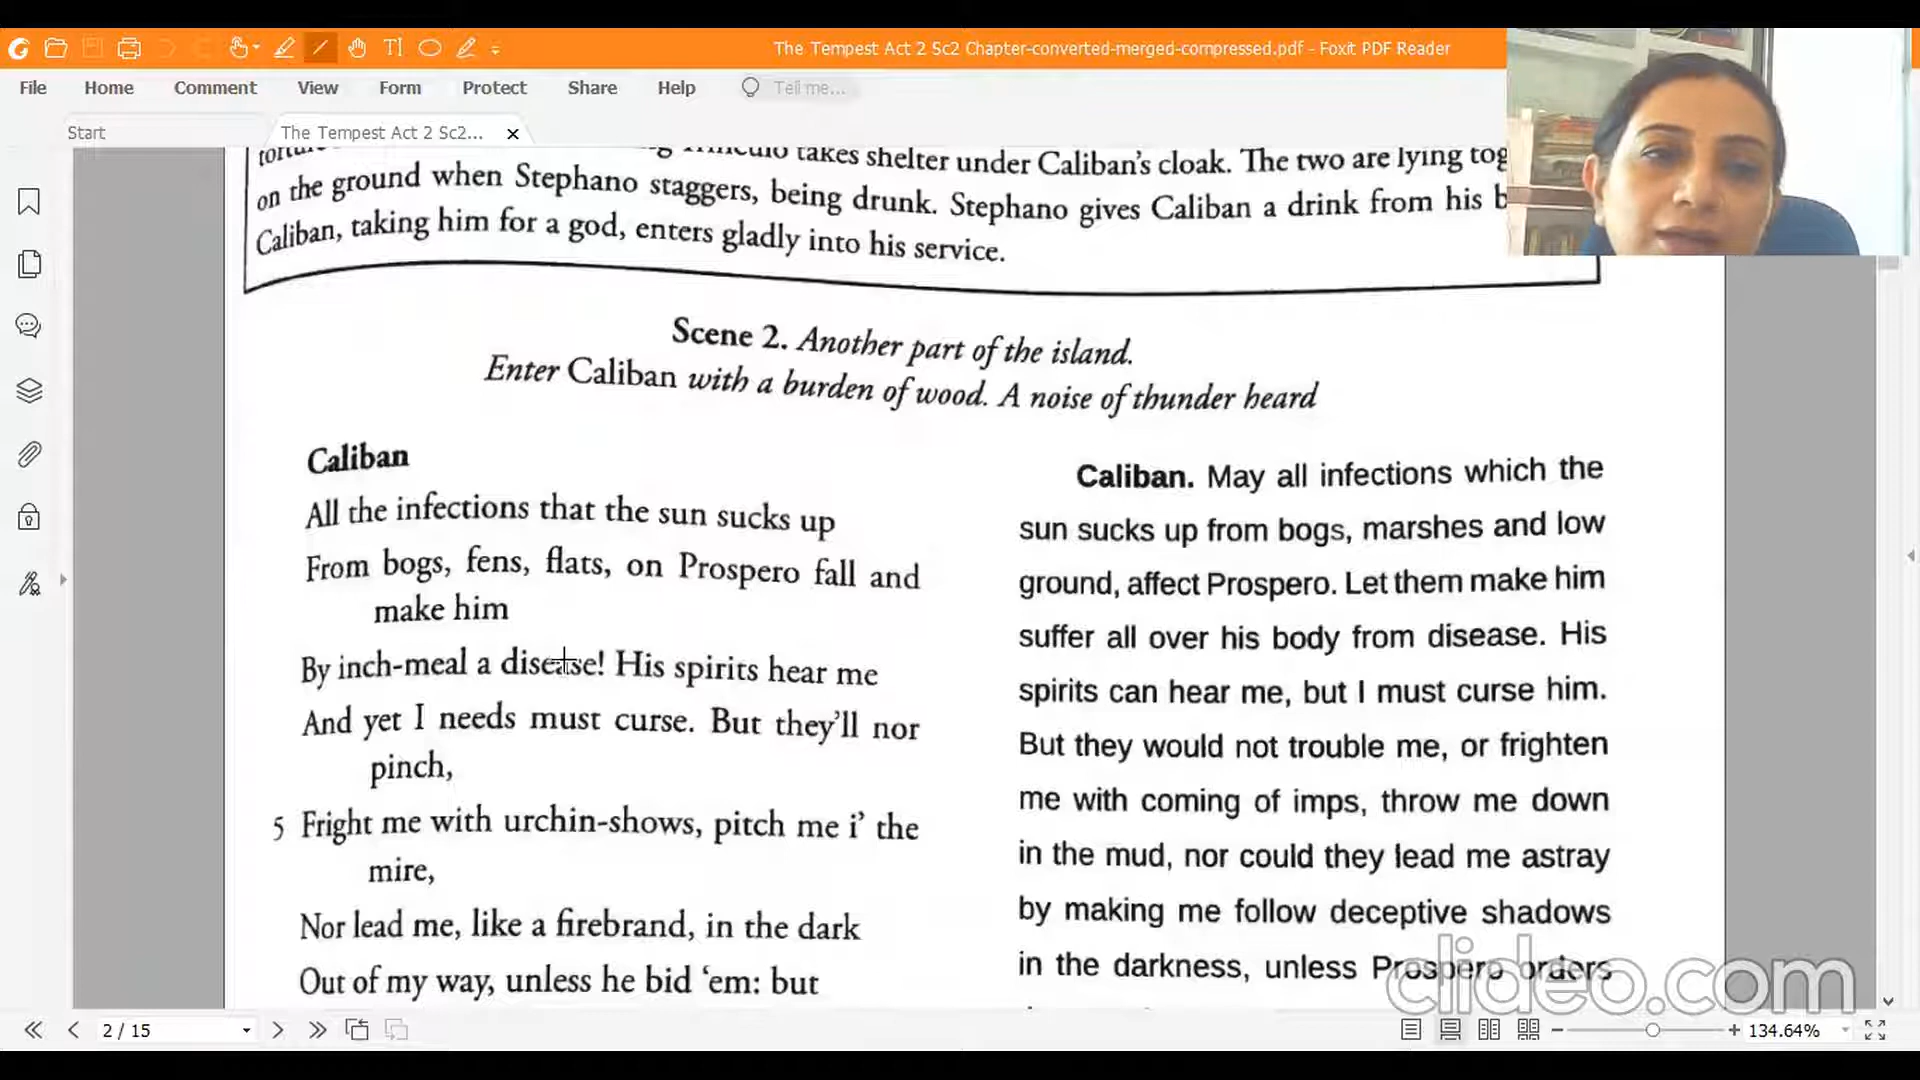 The Tempest Act 2 Sc2 Chapter-converted-merged-compressed.pdf - Foxit PDF Reader
File Home Comment View Form Protect Share Help Tell me...
Start The Tempest Act 2 Sc2...
takes shelter under Caliban's cloak. The two are lying tog
on the ground when Stephano staggers, being drunk. Stephano gives Caliban a drink from his b
Caliban, taking him for a god, enters gladly into his service.
Scene 2. Another part of the island.
Enter Caliban with a burden of wood. A noise of thunder heard
Caliban
All the infections that the sun sucks up
From bogs, fens, flats, on Prospero fall and
make him
By inch-meal a disease! His spirits hear me
And yet I needs must curse. But they'll nor
pinch,
5 Fright me with urchin-shows, pitch me i' the
mire,
Nor lead me, like a firebrand, in the dark
Out of my way, unless he bid 'em: but
Caliban. May all infections which the
sun sucks up from bogs, marshes and low
ground, affect Prospero. Let them make him
suffer all over his body from disease. His
spirits can hear me, but I must curse him.
But they would not trouble me, or frighten
me with coming of imps, throw me down
in the mud, nor could they lead me astray
by making me follow deceptive shadows
in the darkness, unless Prospero orders
clideo.com
2 / 15
134.64%